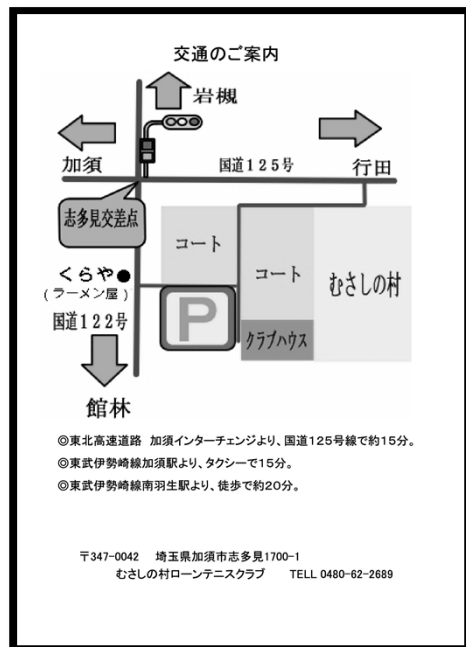 交通のご案内
岩槻
加須
国道125号
行田
志多見交差点
コート
くらや●
(ラーメン屋)
コート
むさしの村
P
国道122号
クラブハウス
館林
◎東北高速道路 加須インターチェンジより、国道125号線で約15分。
◎東武伊勢崎線加須駅より、タクシーで15分。
◎東武伊勢崎線南羽生駅より、徒歩で約20分。
〒347-0042 埼玉県加須市志多見1700-1
むさしの村ローンテニスクラブ TELL 0480-62-2689